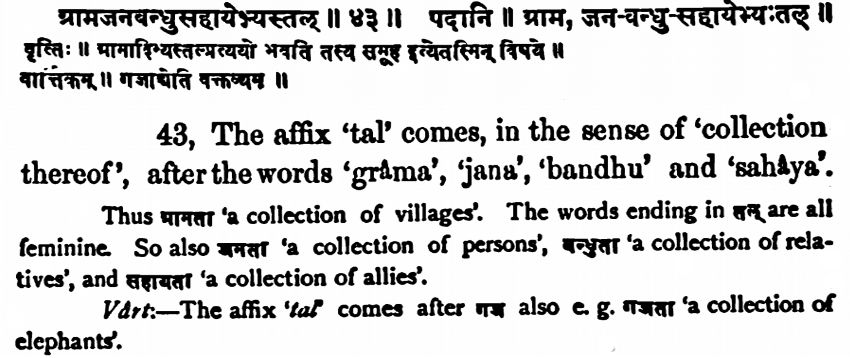 ग्रामजनबन्धुसहायेभ्यस्तल् ॥ ४३ ॥ पदानि ॥ ग्राम, जन-बन्धु-सहायेभ्यःतल् ॥
वृत्तिः ॥ ग्रामादिभ्यस्तल्प्रत्ययो भवति तस्य समूह इत्येतस्मिन् विषये ॥
वार्त्तिकम् ॥ गजाच्चेति वक्तव्यम् ॥
43, The affix ‘tal’ comes, in the sense of ‘collection
thereof’, after the words ‘grâma’, ‘jana’, ‘bandhu’ and ‘sahâya’.
Thus ग्रामता ‘a collection of villages’. The words ending in तल् are all
feminine. So also जनता ‘a collection of persons’, बन्धुता ‘a collection of rela-
tives’, and सहायता ‘a collection of allies’.
Vârt:—The affix ‘tal’ comes after गज also e. g. गजता ‘a collection of
elephants’.